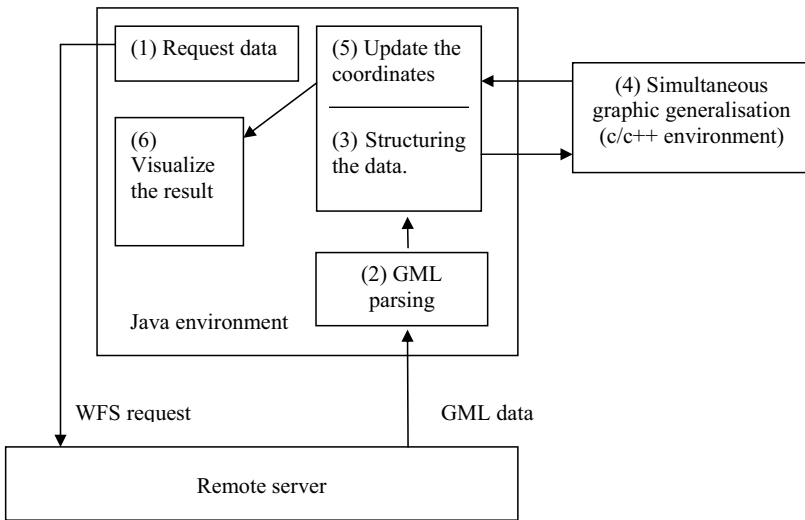 (1) Request data
(5) Update the
coordinates
(3) Structuring
the data.
(4) Simultaneous
graphic generalisation
(c/c++ environment)
(6)
Visualize
the result
(2) GML
parsing
Java environment
WFS request
GML data
Remote server